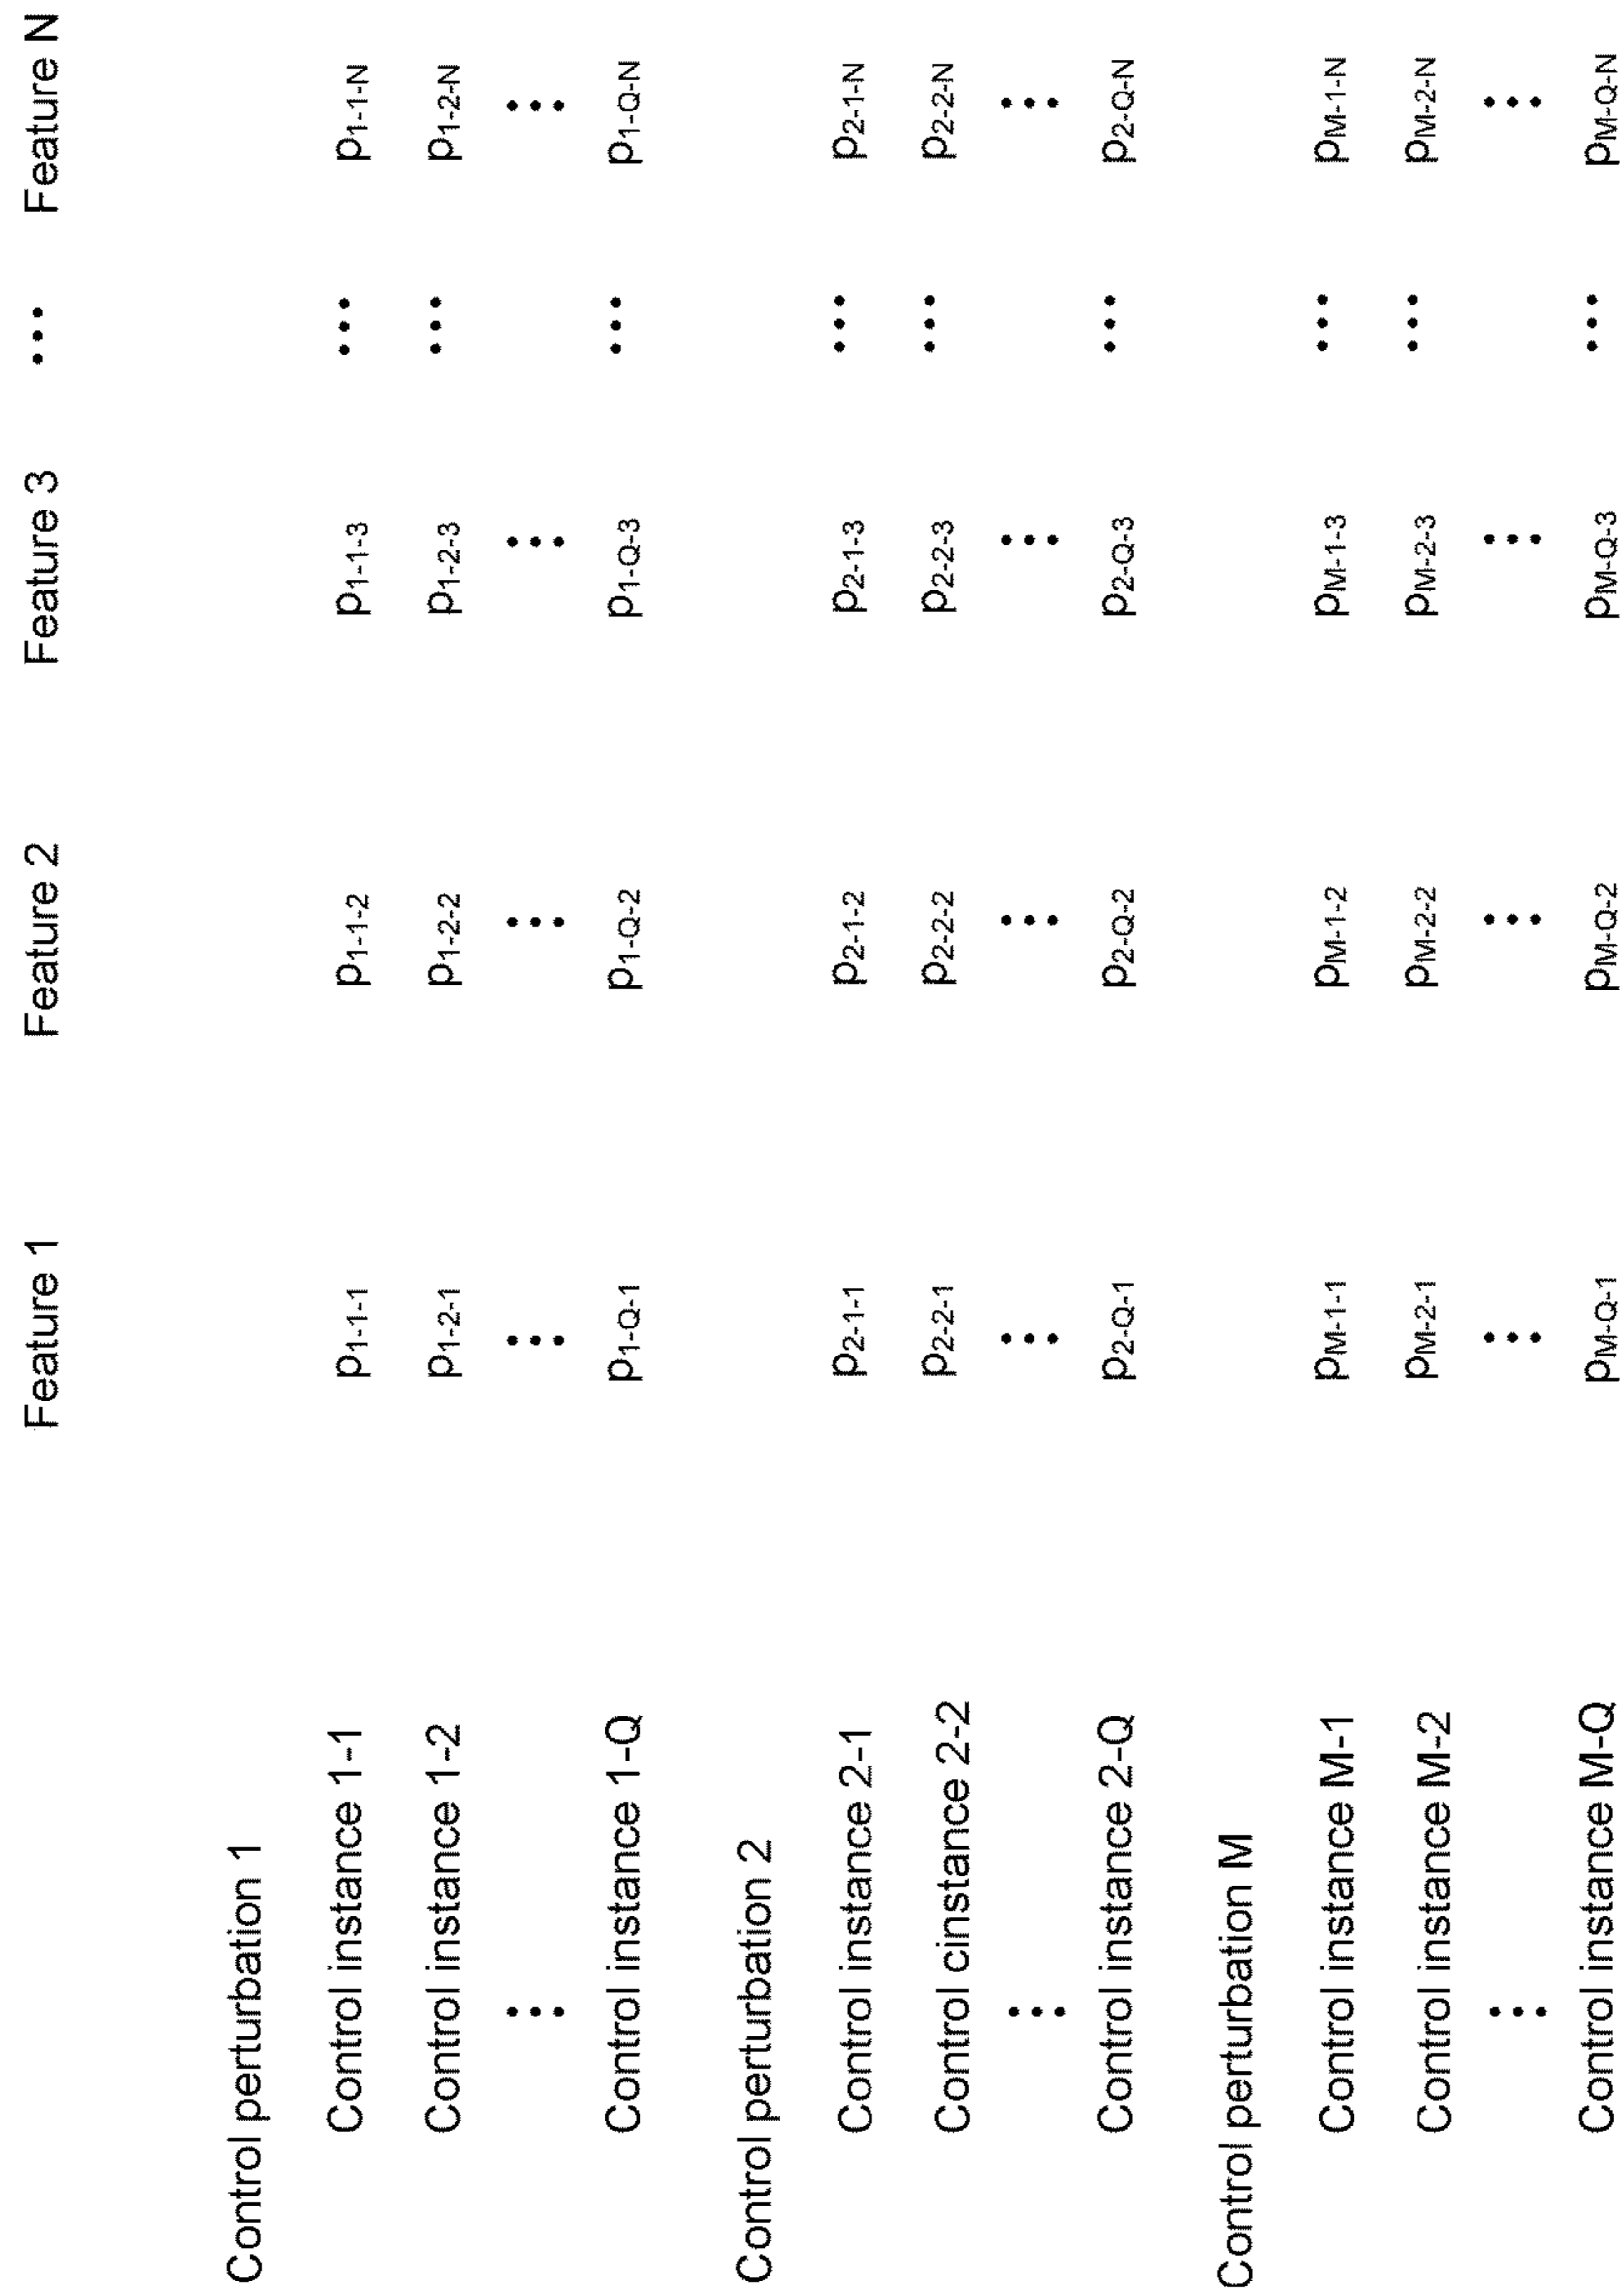 Feature 1 Feature 2 Feature 3 ••• Feature N
Control perturbation 1
Control instance 1-1 p1-1-1 p1-1-2 p1-1-3 ••• p1-1-N
Control instance 1-2 p1-2-1 p1-2-2 p1-2-3 ••• p1-2-N
⋮ ⋮ ⋮ ⋮ ⋮
Control instance 1-Q p1-Q-1 p1-Q-2 p1-Q-3 ••• p1-Q-N
Control perturbation 2
Control instance 2-1 p2-1-1 p2-1-2 p2-1-3 ••• p2-1-N
Control cinstance 2-2 p2-2-1 p2-2-2 p2-2-3 ••• p2-2-N
⋮ ⋮ ⋮ ⋮ ⋮
Control instance 2-Q p2-Q-1 p2-Q-2 p2-Q-3 ••• p2-Q-N
Control perturbation M
Control instance M-1 pM-1-1 pM-1-2 pM-1-3 ••• pM-1-N
Control instance M-2 pM-2-1 pM-2-2 pM-2-3 ••• pM-2-N
⋮ ⋮ ⋮ ⋮ ⋮
Control instance M-Q pM-Q-1 pM-Q-2 pM-Q-3 ••• pM-Q-N